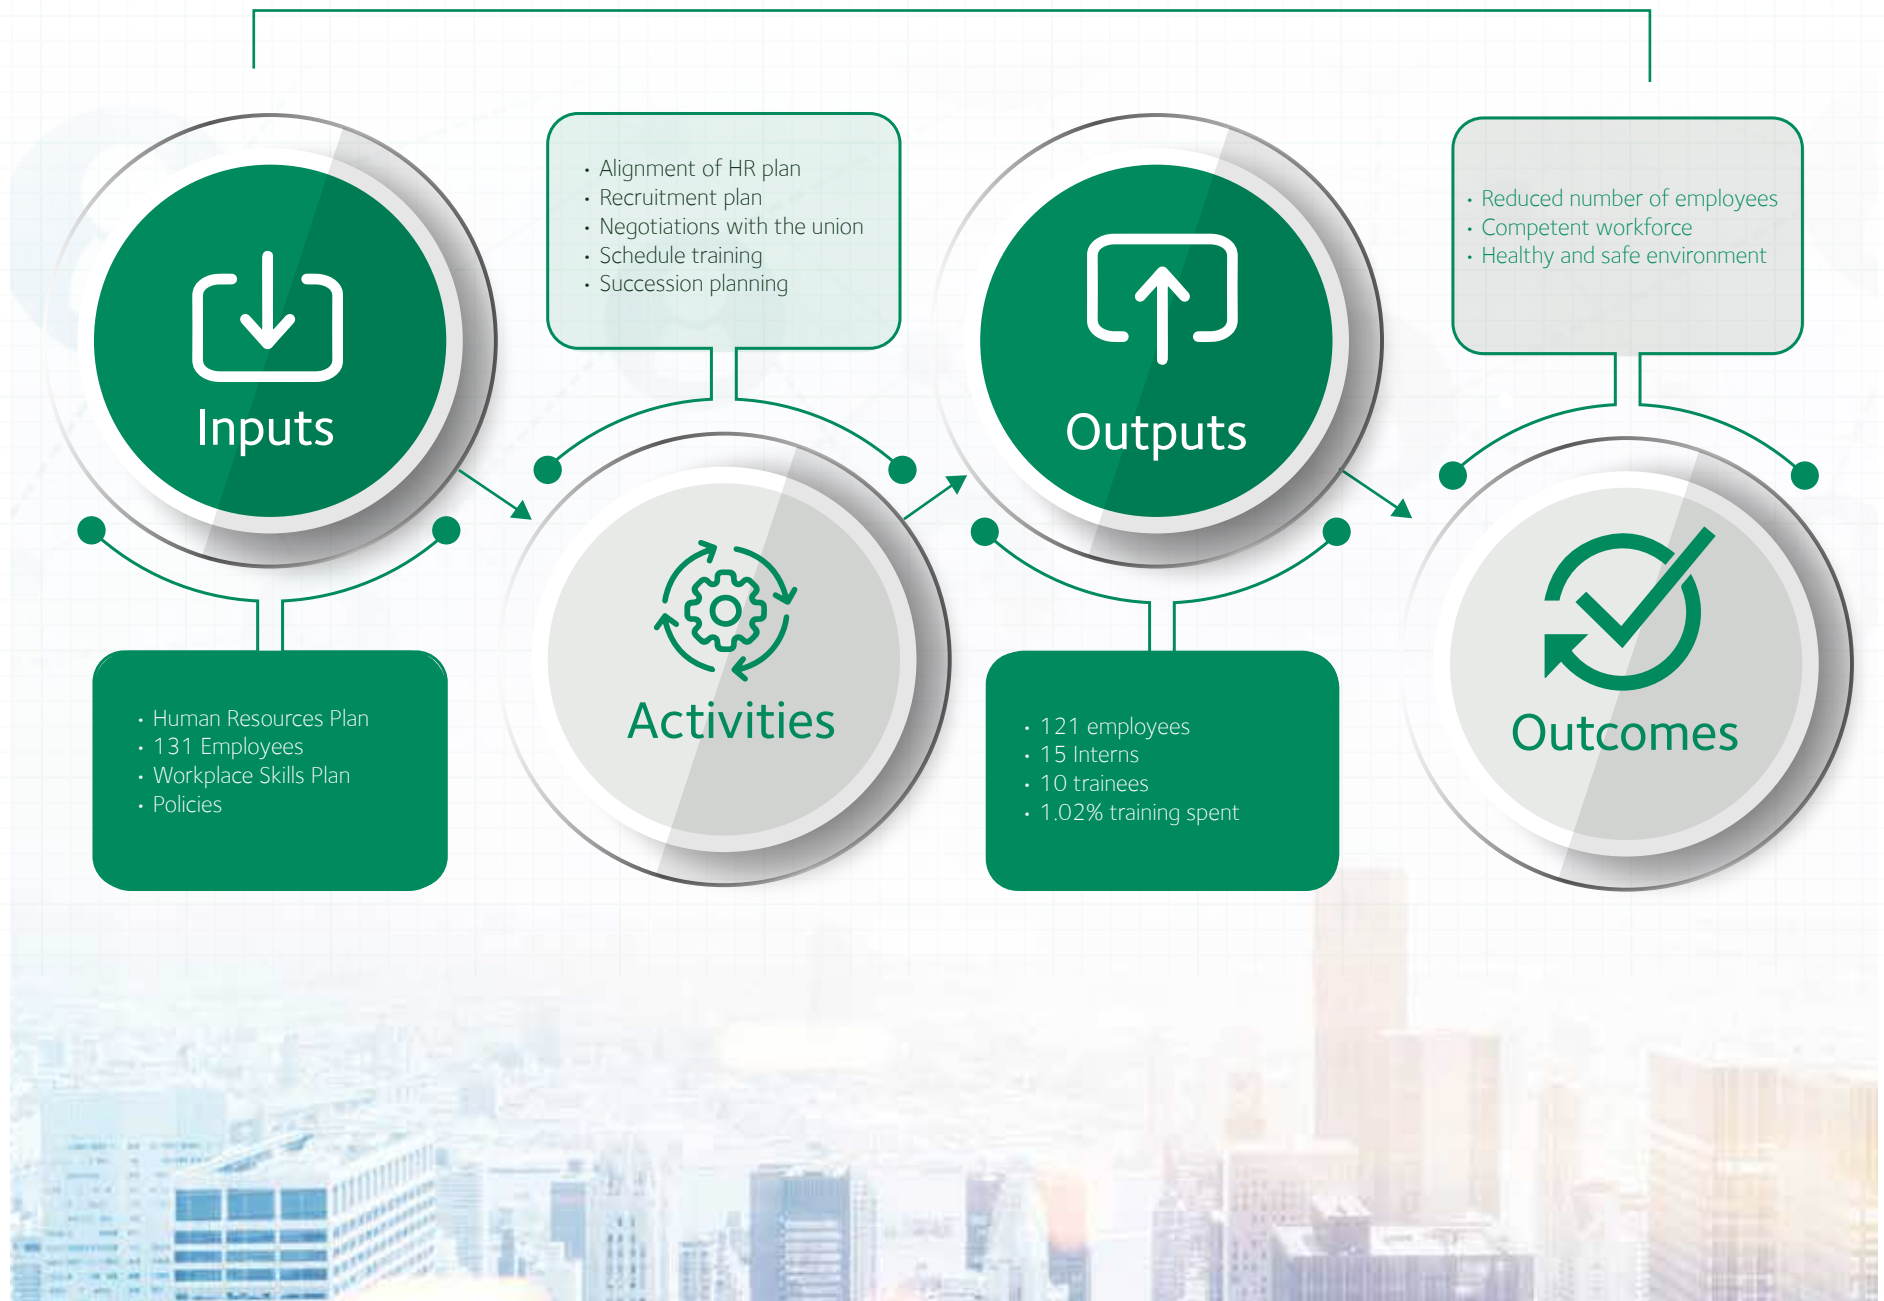 Inputs
• Human Resources Plan
• 131 Employees
• Workplace Skills Plan
• Policies
• Alignment of HR plan
• Recruitment plan
• Negotiations with the union
• Schedule training
• Succession planning
Activities
Outputs
• 121 employees
• 15 Interns
• 10 trainees
• 1.02% training spent
• Reduced number of employees
• Competent workforce
• Healthy and safe environment
Outcomes